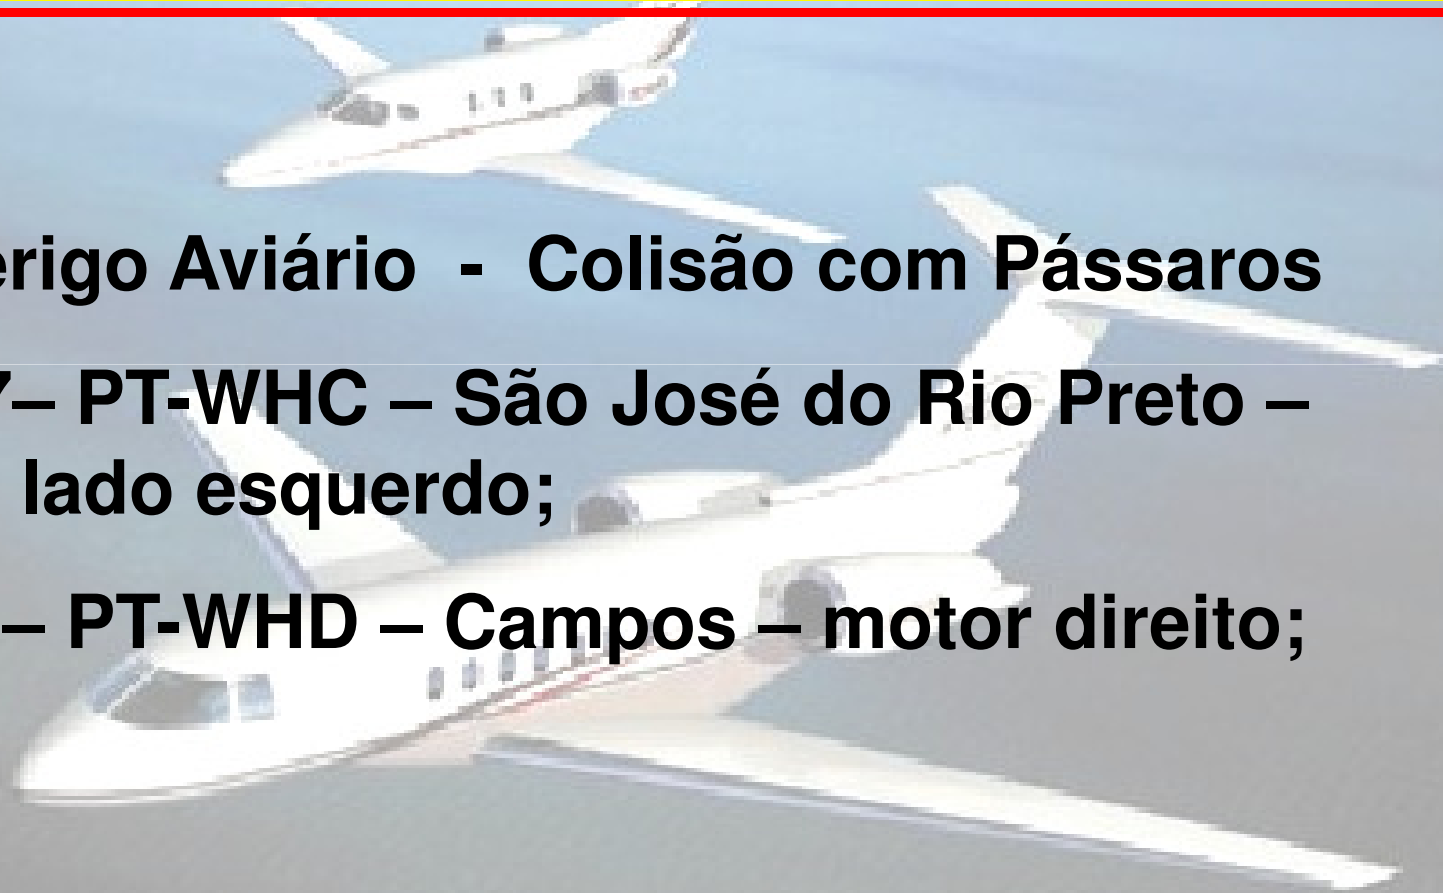 erigo Aviário - Colisão com Pássaros
7– PT-WHC – São José do Rio Preto –
lado esquerdo;
– PT-WHD – Campos – motor direito;